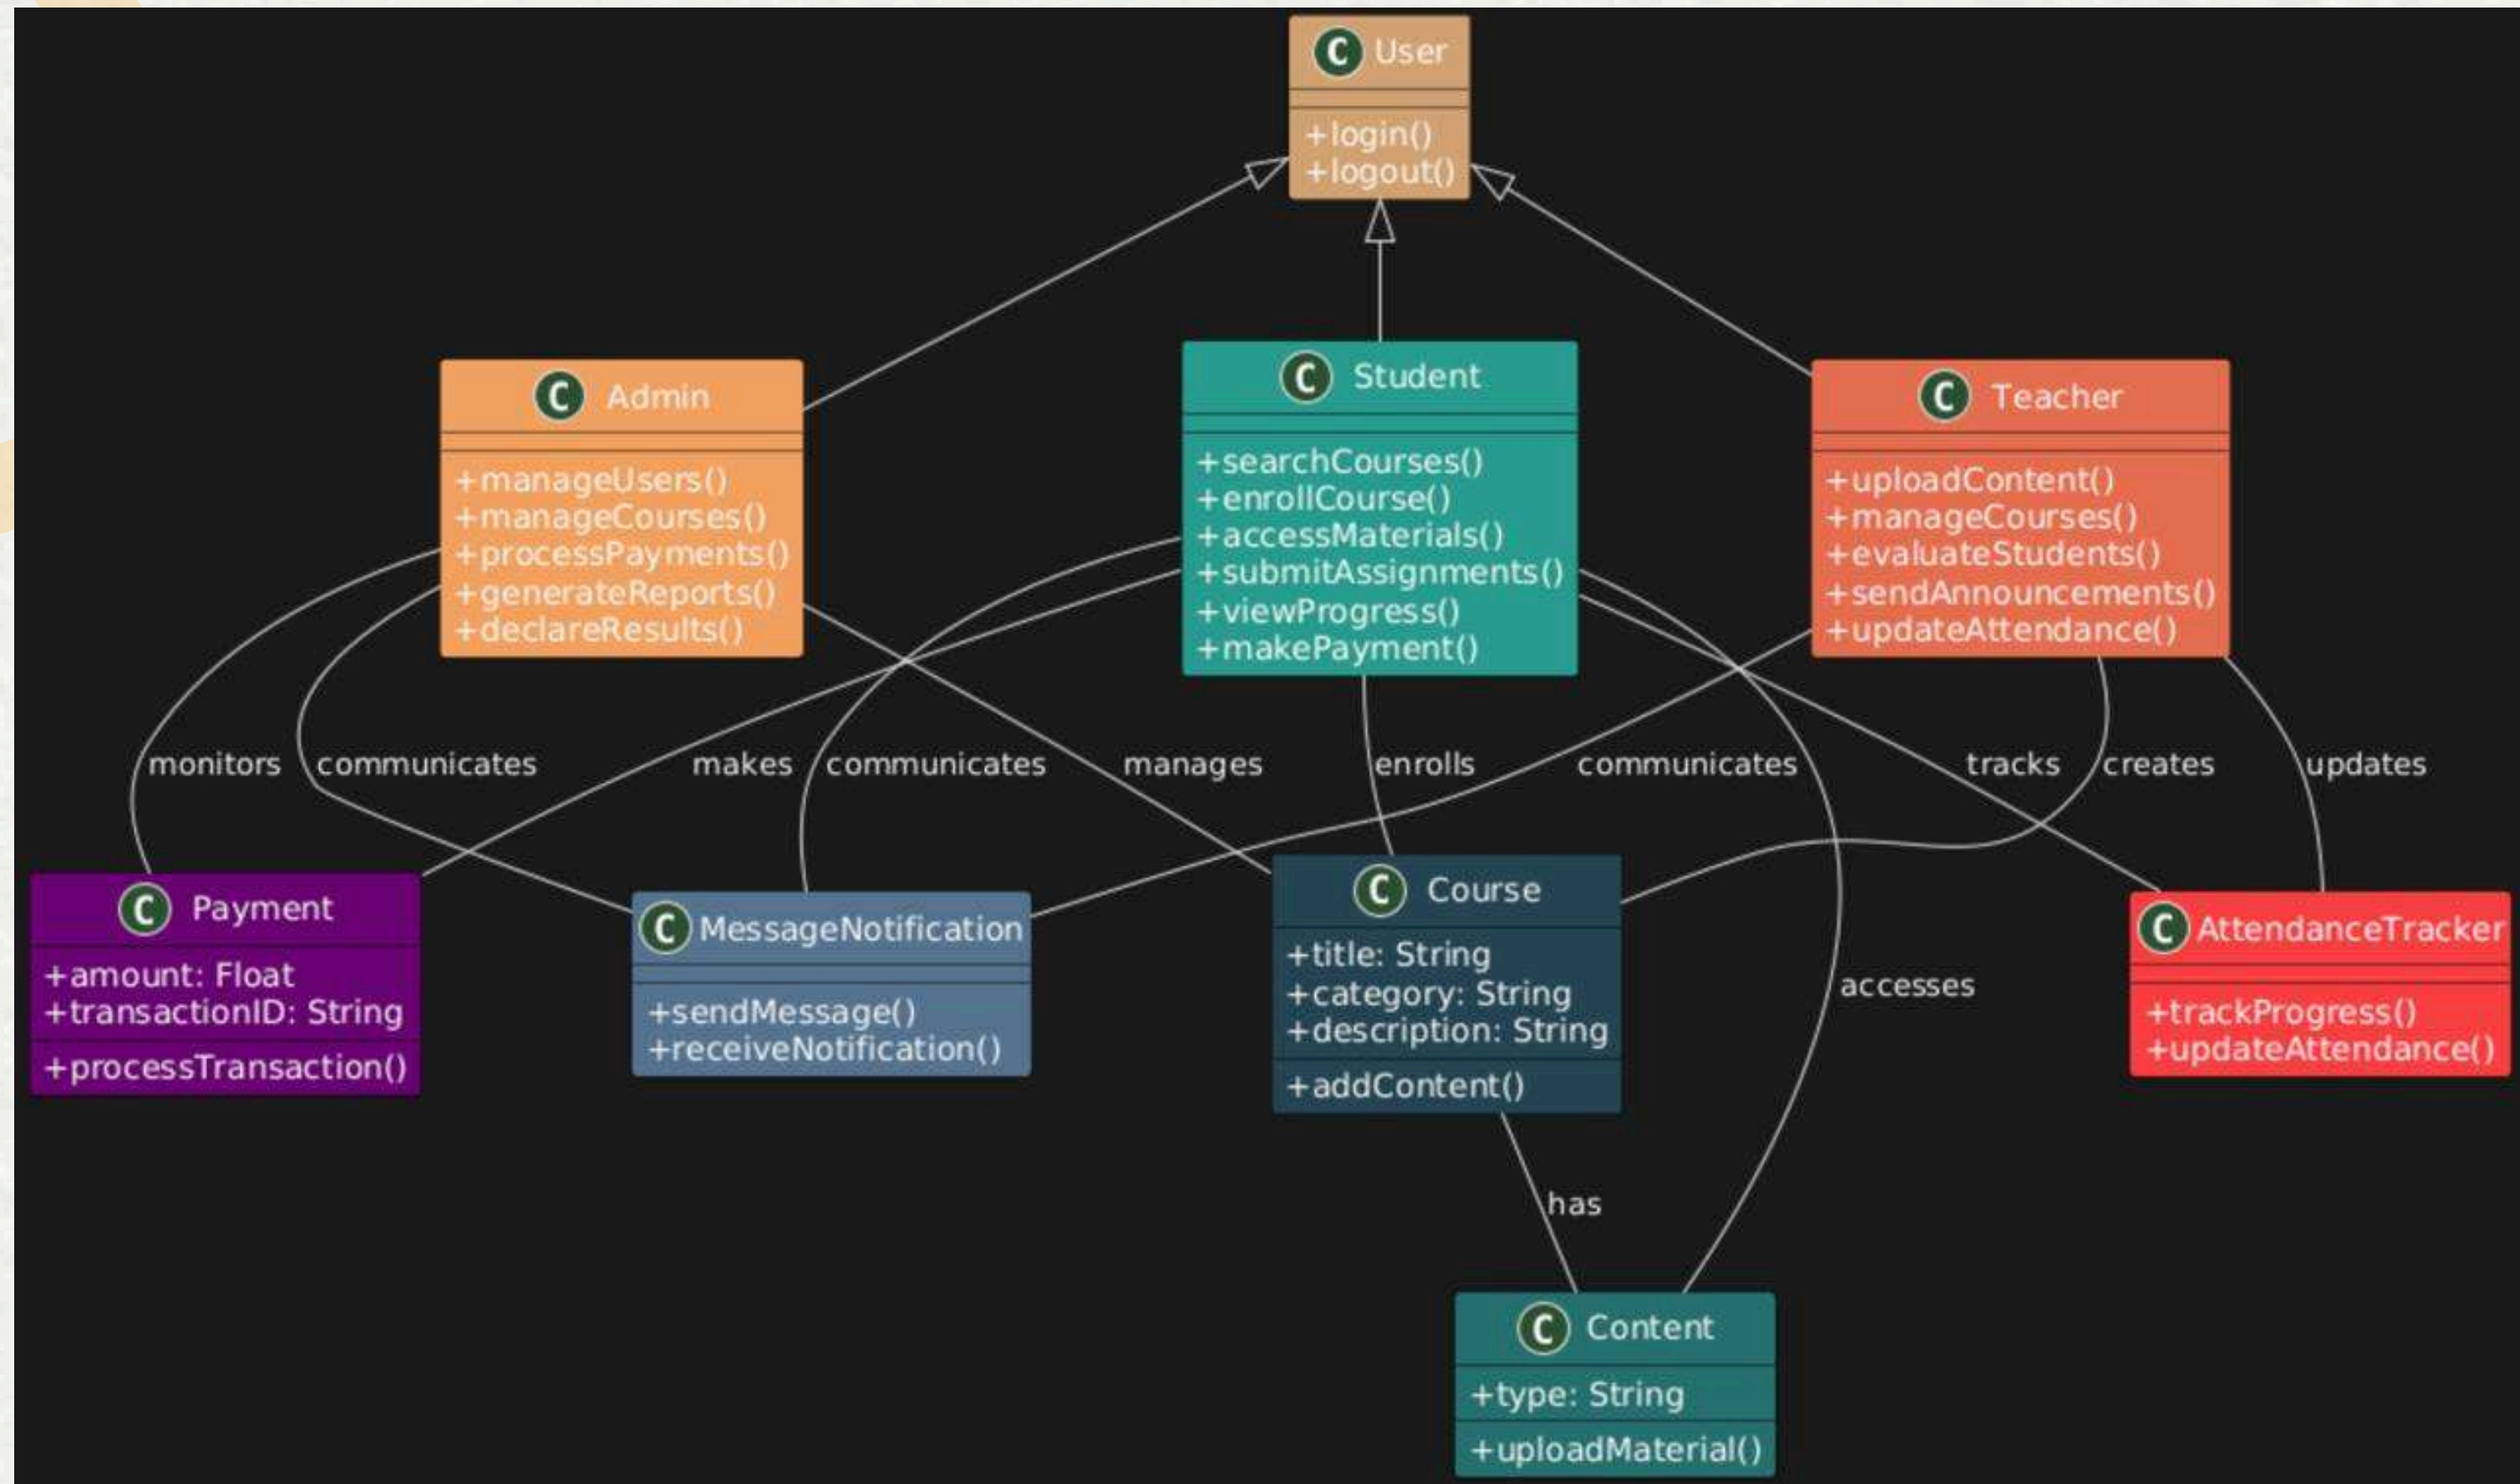 C User
+login()
+logout()
C Admin
+manageUsers()
+manageCourses()
+processPayments()
+generateReports()
+declareResults()
C Student
+searchCourses()
+enrollCourse()
+accessMaterials()
+submitAssignments()
+viewProgress()
+makePayment()
C Teacher
+uploadContent()
+manageCourses()
+evaluateStudents()
+sendAnnouncements()
+updateAttendance()
monitors
communicates
makes
communicates
manages
enrolls
communicates
tracks
creates
updates
C Payment
+amount: Float
+transactionID: String
+processTransaction()
C MessageNotification
+sendMessage()
+receiveNotification()
C Course
+title: String
+category: String
+description: String
+addContent()
accesses
C AttendanceTracker
+trackProgress()
+updateAttendance()
has
C Content
+type: String
+uploadMaterial()